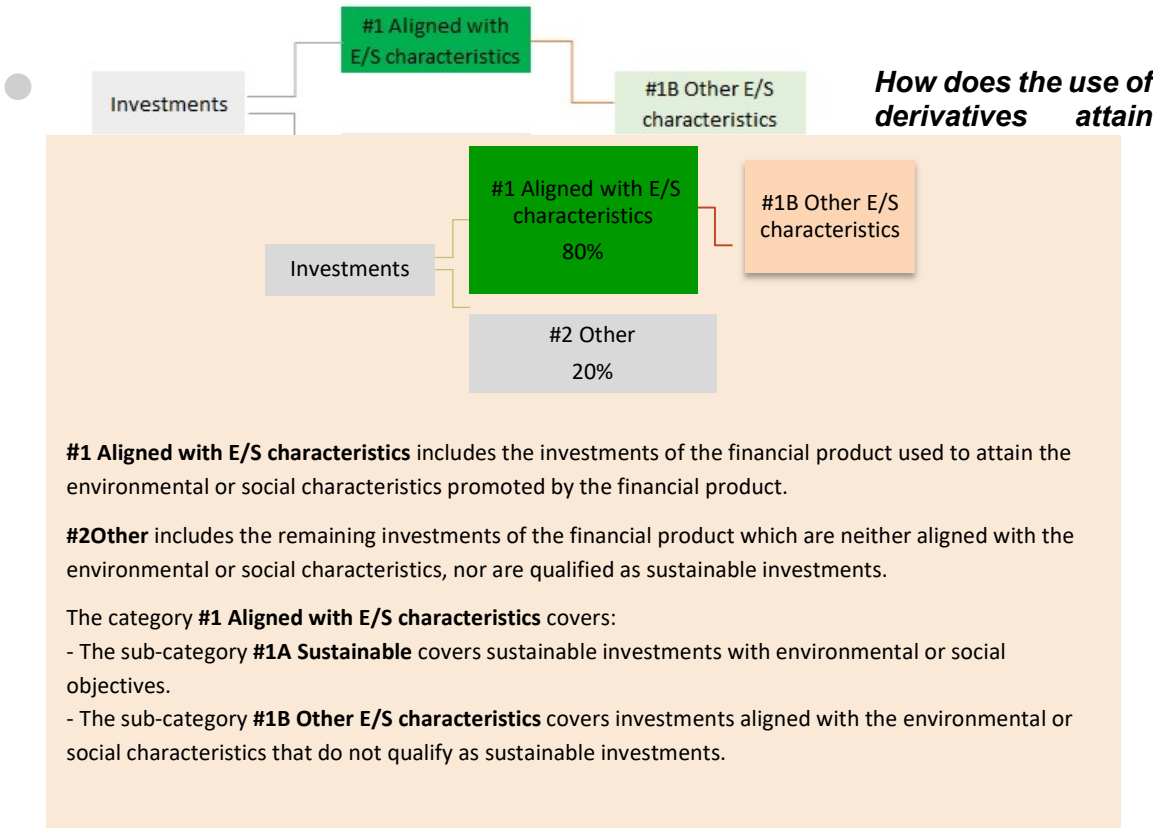 #1 Aligned with
E/S characteristics
Investments
#1B Other E/S
characteristics
How does the use of
derivatives attain
#1 Aligned with E/S
characteristics
80%
#1B Other E/S
characteristics
Investments
#2 Other
20%
#1 Aligned with E/S characteristics includes the investments of the financial product used to attain the
environmental or social characteristics promoted by the financial product.
#2Other includes the remaining investments of the financial product which are neither aligned with the
environmental or social characteristics, nor are qualified as sustainable investments.
The category #1 Aligned with E/S characteristics covers:
- The sub-category #1A Sustainable covers sustainable investments with environmental or social
objectives.
- The sub-category #1B Other E/S characteristics covers investments aligned with the environmental or
social characteristics that do not qualify as sustainable investments.